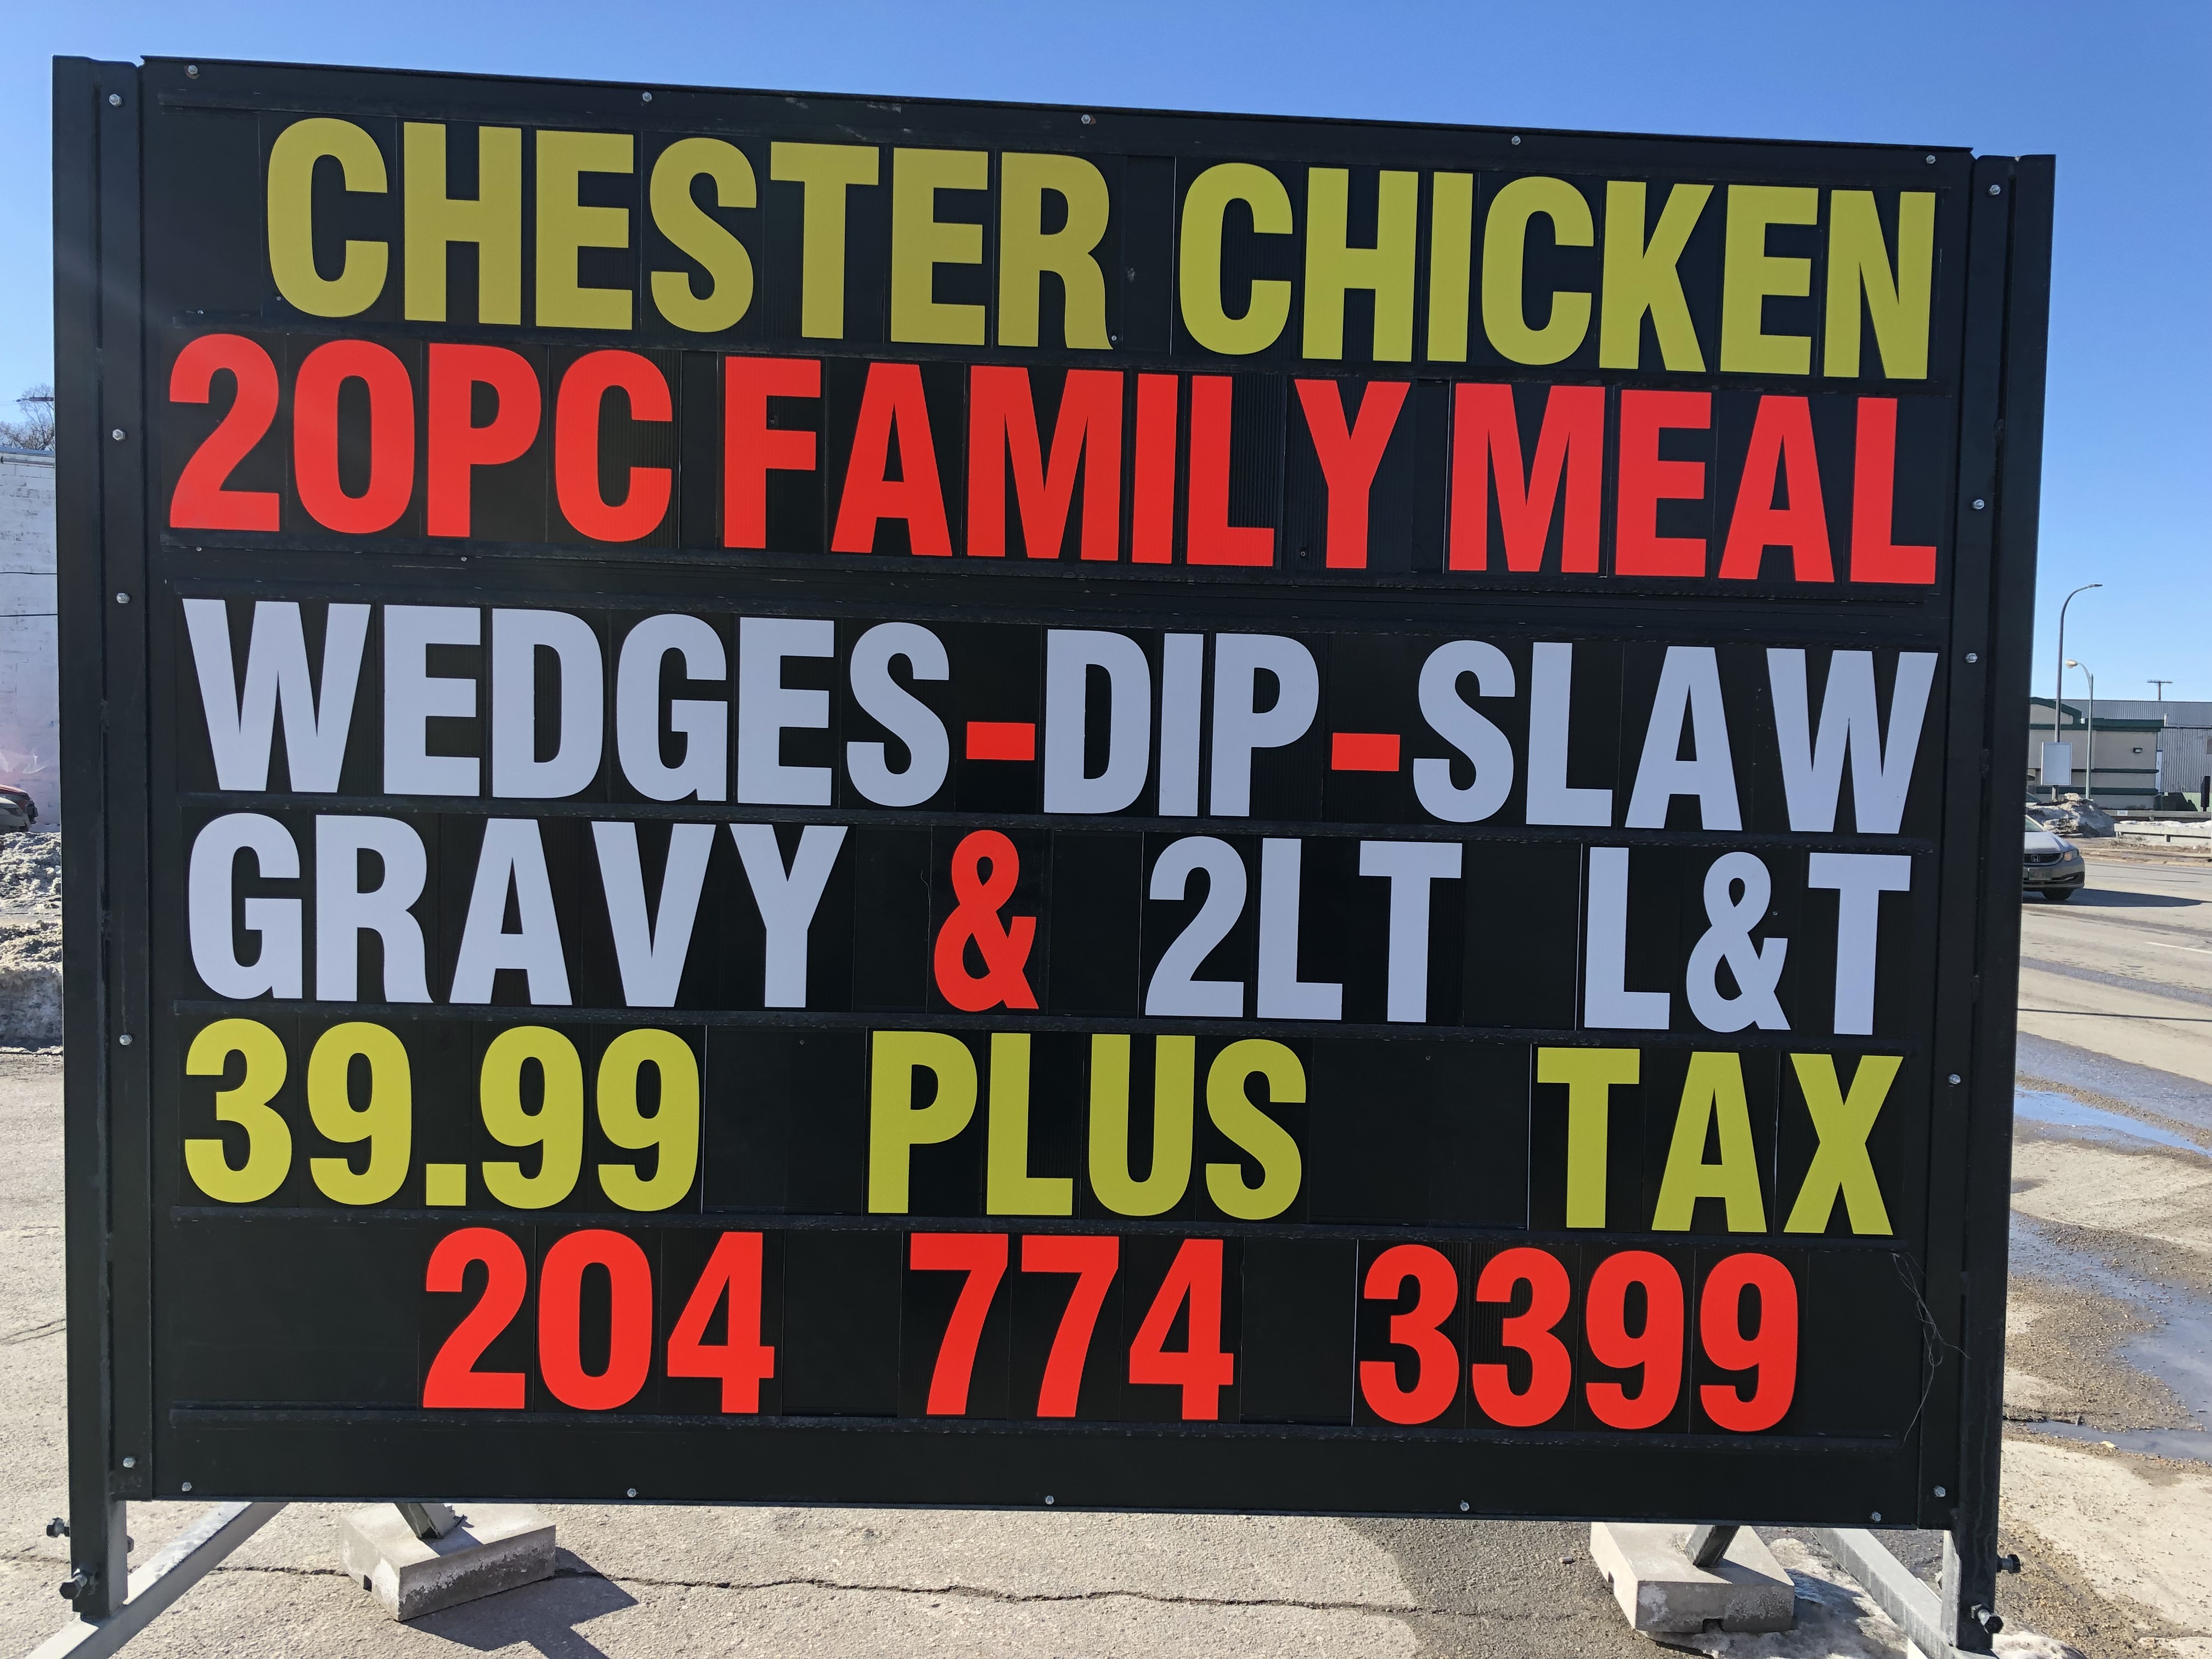 CHESTER CHICKEN
20PC FAMILY MEAL
WEDGES-DIP-SLAW
GRAVY & 2LT L&T
39.99 PLUS TAX
204 774 3399